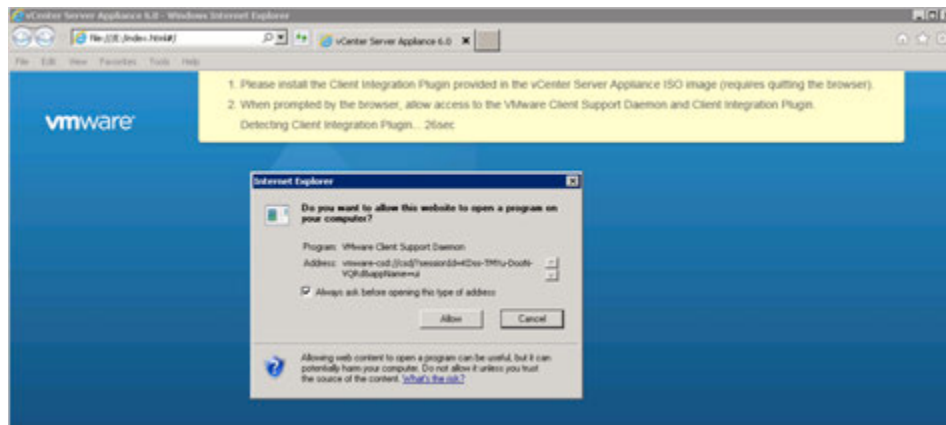 vCenter Server Appliance 6.0 - Windows Internet Explorer
file:///E:/index.html#/
vCenter Server Appliance 6.0
File Edit View Favorites Tools Help
1. Please install the Client Integration Plugin provided in the vCenter Server Appliance ISO image (requires quitting the browser).
2. When prompted by the browser, allow access to the VMware Client Support Daemon and Client Integration Plugin.
Detecting Client Integration Plugin... 26sec
vmware
Internet Explorer
Do you want to allow this website to open a program on
your computer?
Program: VMware Client Support Daemon
Address:
Always ask before opening this type of address
Allow Cancel
Allowing web content to open a program can be useful, but it can
potentially harm your computer. Do not allow it unless you trust
the source of the content. What's the risk?